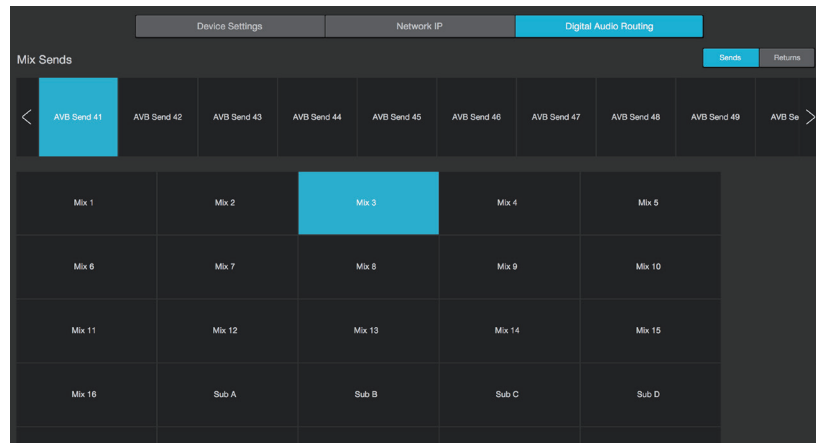 Device Settings Network IP Digital Audio Routing
Mix Sends Sends Returns
AVB Send 41 AVB Send 42 AVB Send 43 AVB Send 44 AVB Send 45 AVB Send 46 AVB Send 47 AVB Send 48 AVB Send 49 AVB Se
Mix 1 Mix 2 Mix 3 Mix 4 Mix 5
Mix 6 Mix 7 Mix 8 Mix 9 Mix 10
Mix 11 Mix 12 Mix 13 Mix 14 Mix 15
Mix 16 Sub A Sub B Sub C Sub D